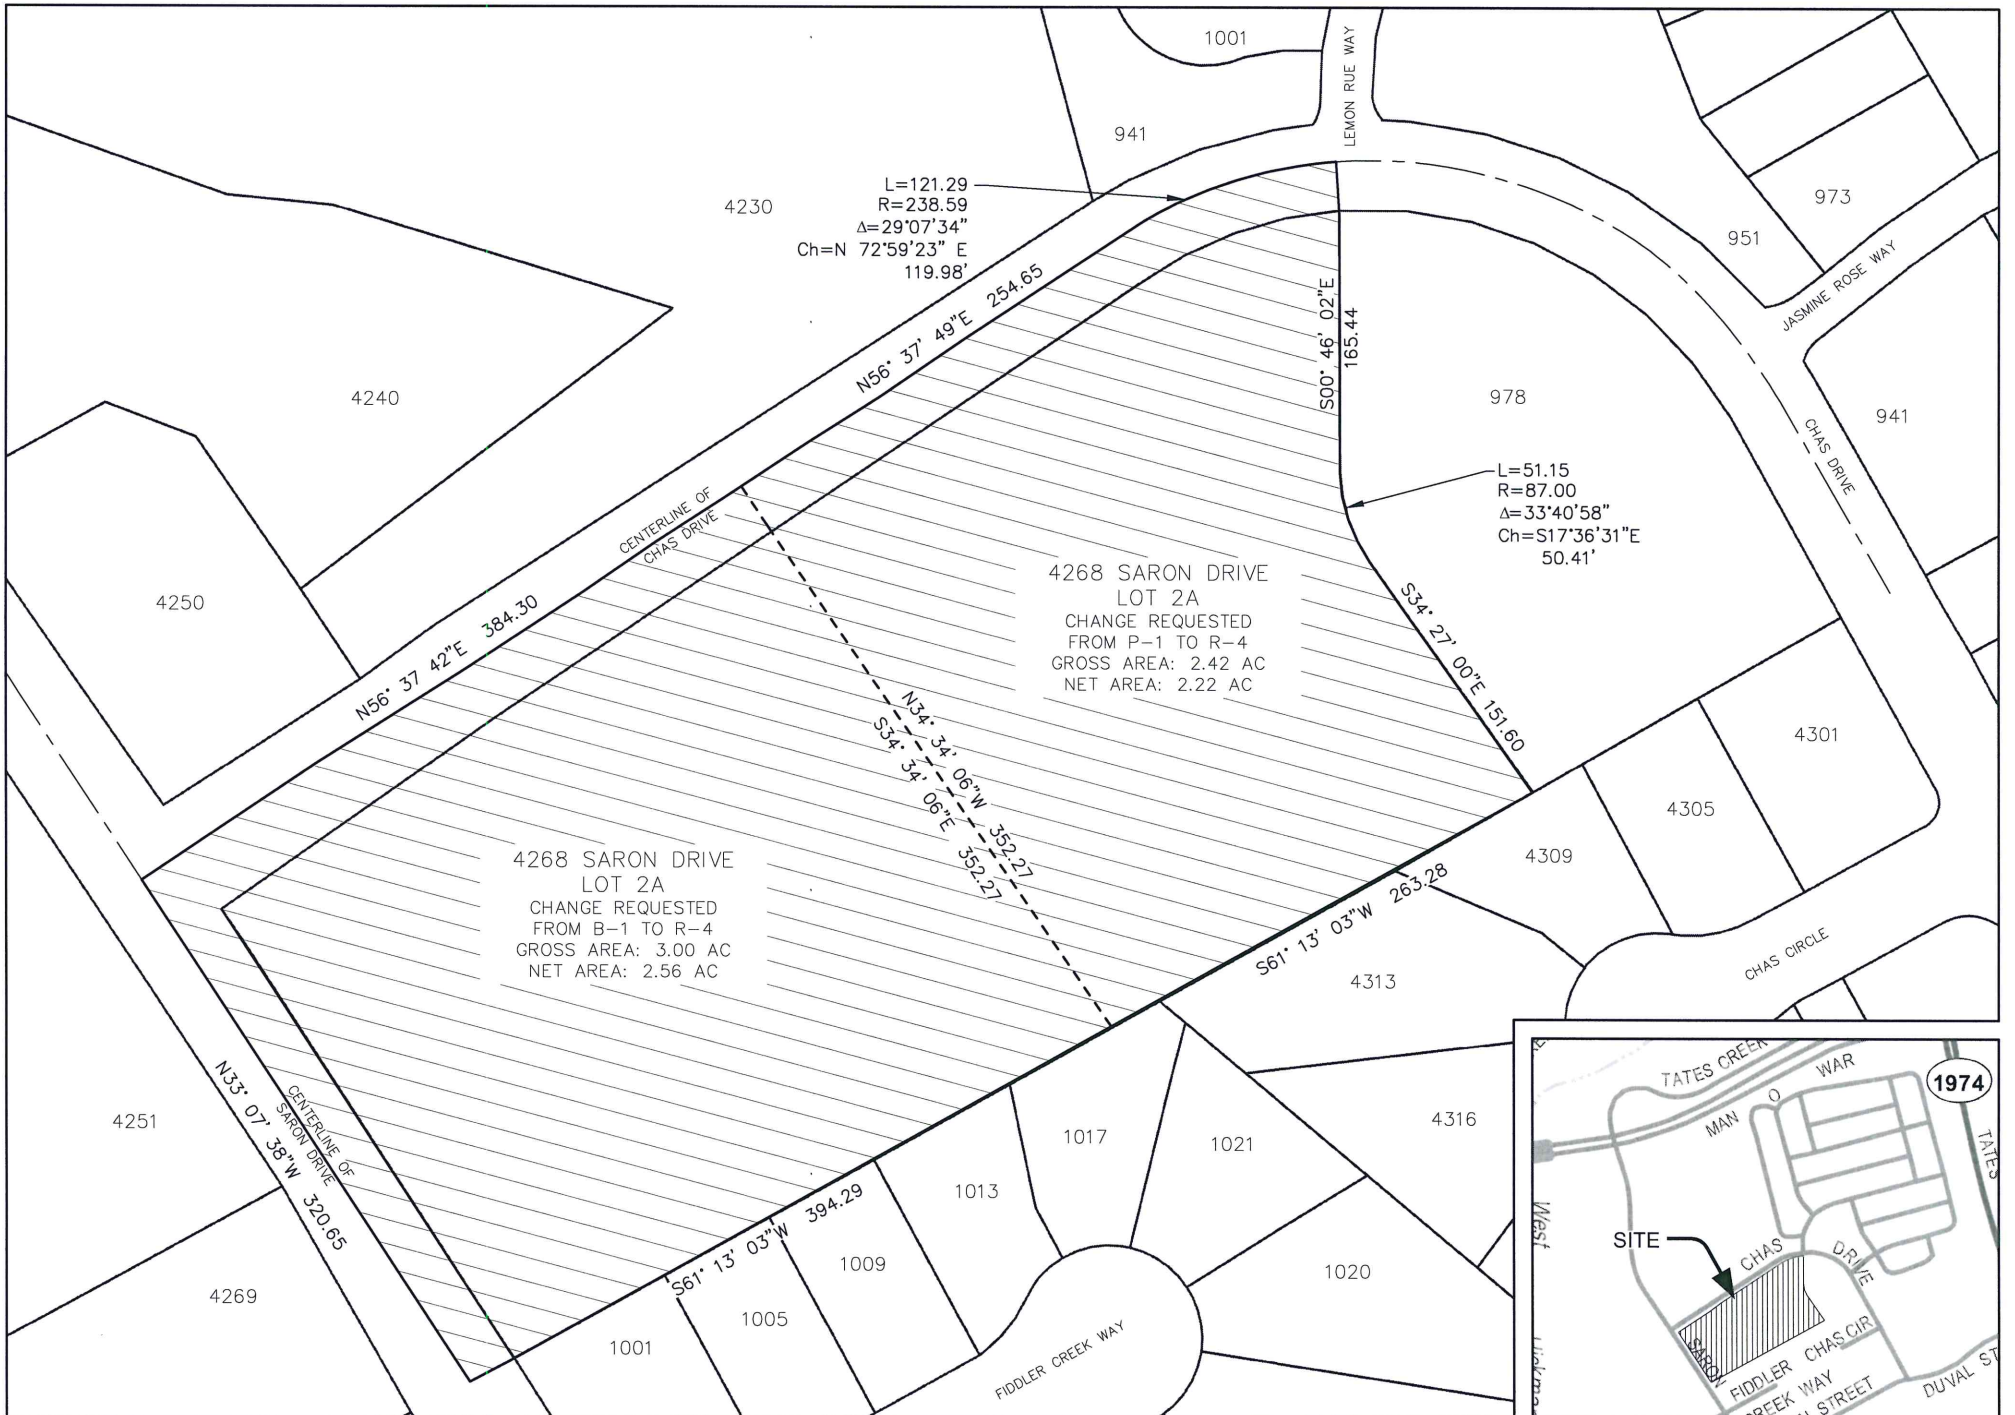 1001
LEMON RUE WAY
941
L=121.29
R=238.59
Δ=29°07'34"
Ch=N 72°59'23" E
119.98'
4230
973
951
JASMINE ROSE WAY
N56° 37' 49"E 254.65
S00° 46' 02"E
165.44
4240
978
941
CHAS DRIVE
L=51.15
R=87.00
Δ=33°40'58"
Ch=S17°36'31"E
50.41'
CENTERLINE OF
CHAS DRIVE
4250
N56° 37' 42"E 384.30
4268 SARON DRIVE
LOT 2A
CHANGE REQUESTED
FROM P-1 TO R-4
GROSS AREA: 2.42 AC
NET AREA: 2.22 AC
S34° 27' 00"E 151.60
N34° 34' 06"W 352.27
S34° 34' 06"E 352.27
4301
4305
4309
4268 SARON DRIVE
LOT 2A
CHANGE REQUESTED
FROM B-1 TO R-4
GROSS AREA: 3.00 AC
NET AREA: 2.56 AC
S61° 13' 03"W 263.28
CHAS CIRCLE
4313
4251
N33° 07' 38"W 320.65
CENTERLINE OF
SARON DRIVE
1017
1021
4316
1013
S61° 13' 03"W 394.29
1009
1020
4269
1005
1001
FIDDLER CREEK WAY
TATES CREEK
MAN O WAR
1974
TATES
West
SITE
CHAS DRIVE
SARON
FIDDLER
CREEK WAY
CHAS CIR
STREET
DUVAL ST